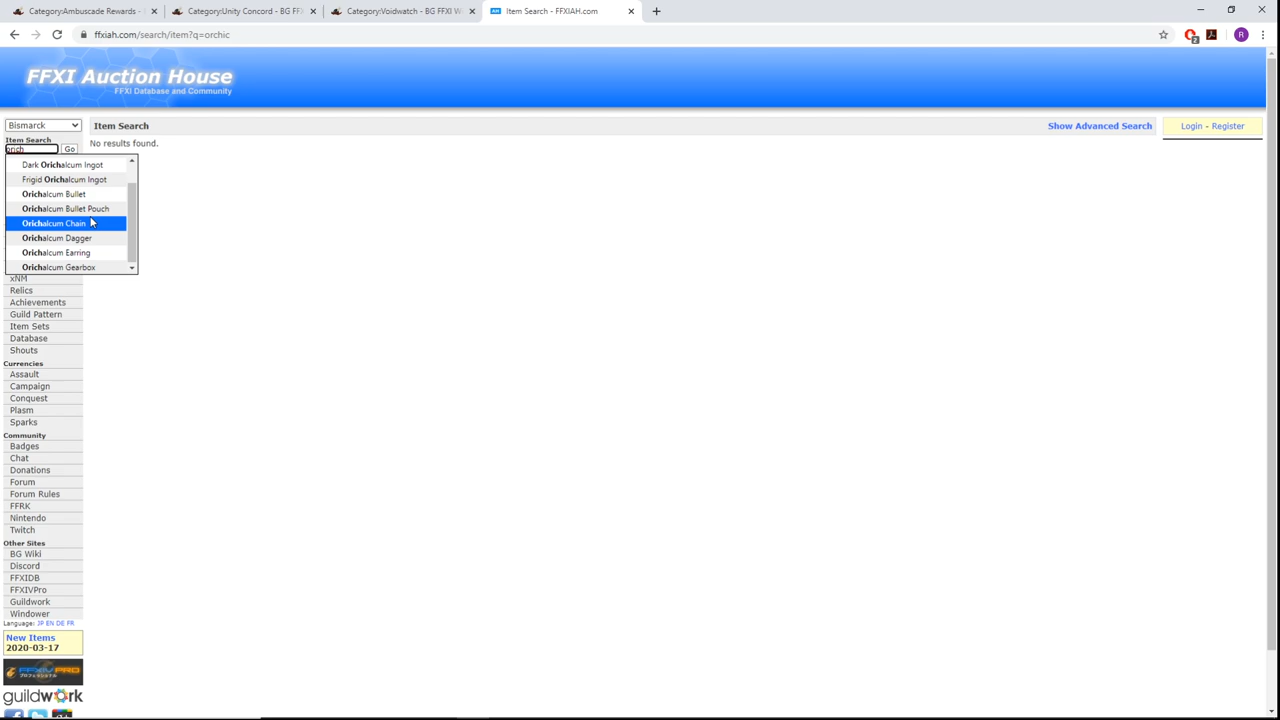 Category:Ambuscade Rewards -
Category:Unity Concord - BG FFX
Category:Voidwatch - BG FFXI W
Item Search - FFXIAH.com
ffxiah.com/search/item?q=orchic
2
R
FFXI Auction House
FFXI Database and Community
Bismarck
Item Search
Show Advanced Search
Login - Register
Item Search
No results found.
orich
Go
Dark Orichalcum Ingot
Frigid Orichalcum Ingot
Orichalcum Bullet
Orichalcum Bullet Pouch
Orichalcum Chain
Orichalcum Dagger
Orichalcum Earring
Orichalcum Gearbox
xNM
Relics
Achievements
Guild Pattern
Item Sets
Database
Shouts
Currencies
Assault
Campaign
Conquest
Plasm
Sparks
Community
Badges
Chat
Donations
Forum
Forum Rules
FFRK
Nintendo
Twitch
Other Sites
BG Wiki
Discord
FFXIDB
FFXIVPro
Guildwork
Windower
Language: JP EN DE FR
New Items
2020-03-17
FFXIV PRO
guildwork